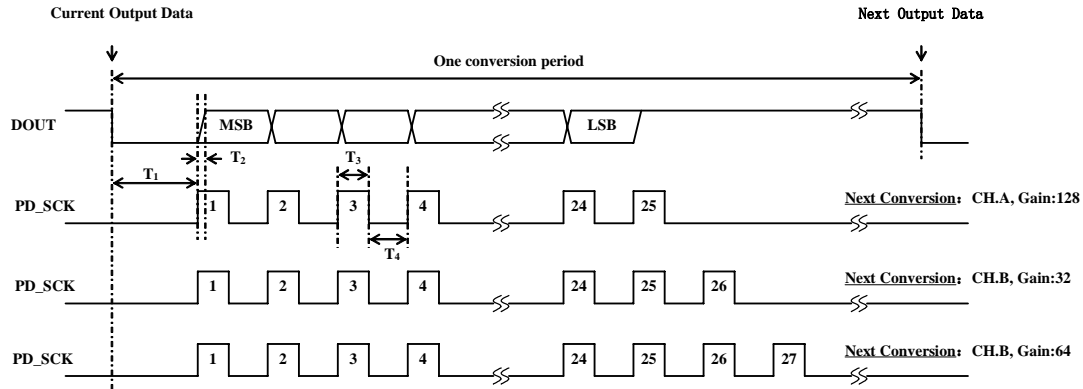 Current Output Data
Next Output Data
One conversion period
DOUT
MSB
LSB
T₂
T₃
T₁
PD_SCK
1
2
3
4
24
25
Next Conversion：CH.A, Gain:128
T₄
PD_SCK
1
2
3
4
24
25
26
Next Conversion：CH.B, Gain:32
PD_SCK
1
2
3
4
24
25
26
27
Next Conversion：CH.B, Gain:64